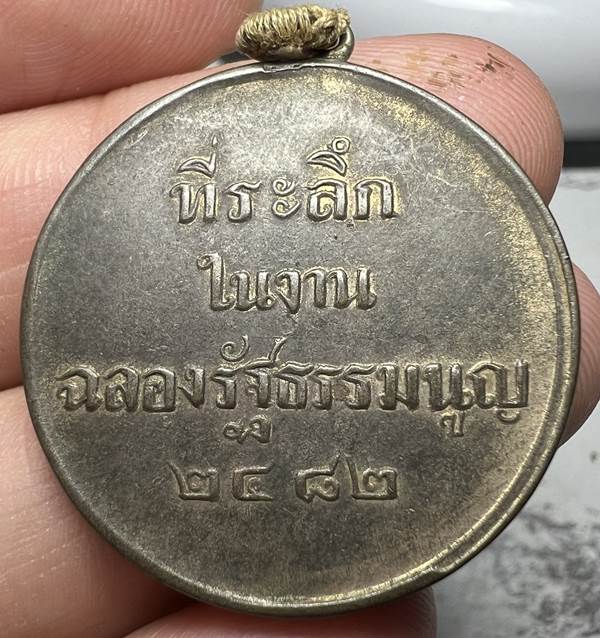 ที่ระลึก
ในงาน
ฉลองรัฐธรรมนูญ
๒๔๘๒